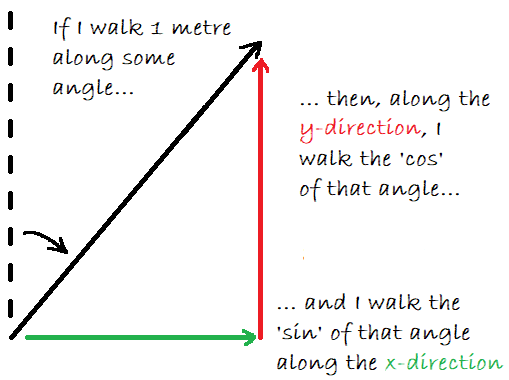 If I walk 1 metre
along some
angle...
... then, along the
y-direction, I
walk the 'cos'
of that angle...
... and I walk the
'sin' of that angle
along the x-direction